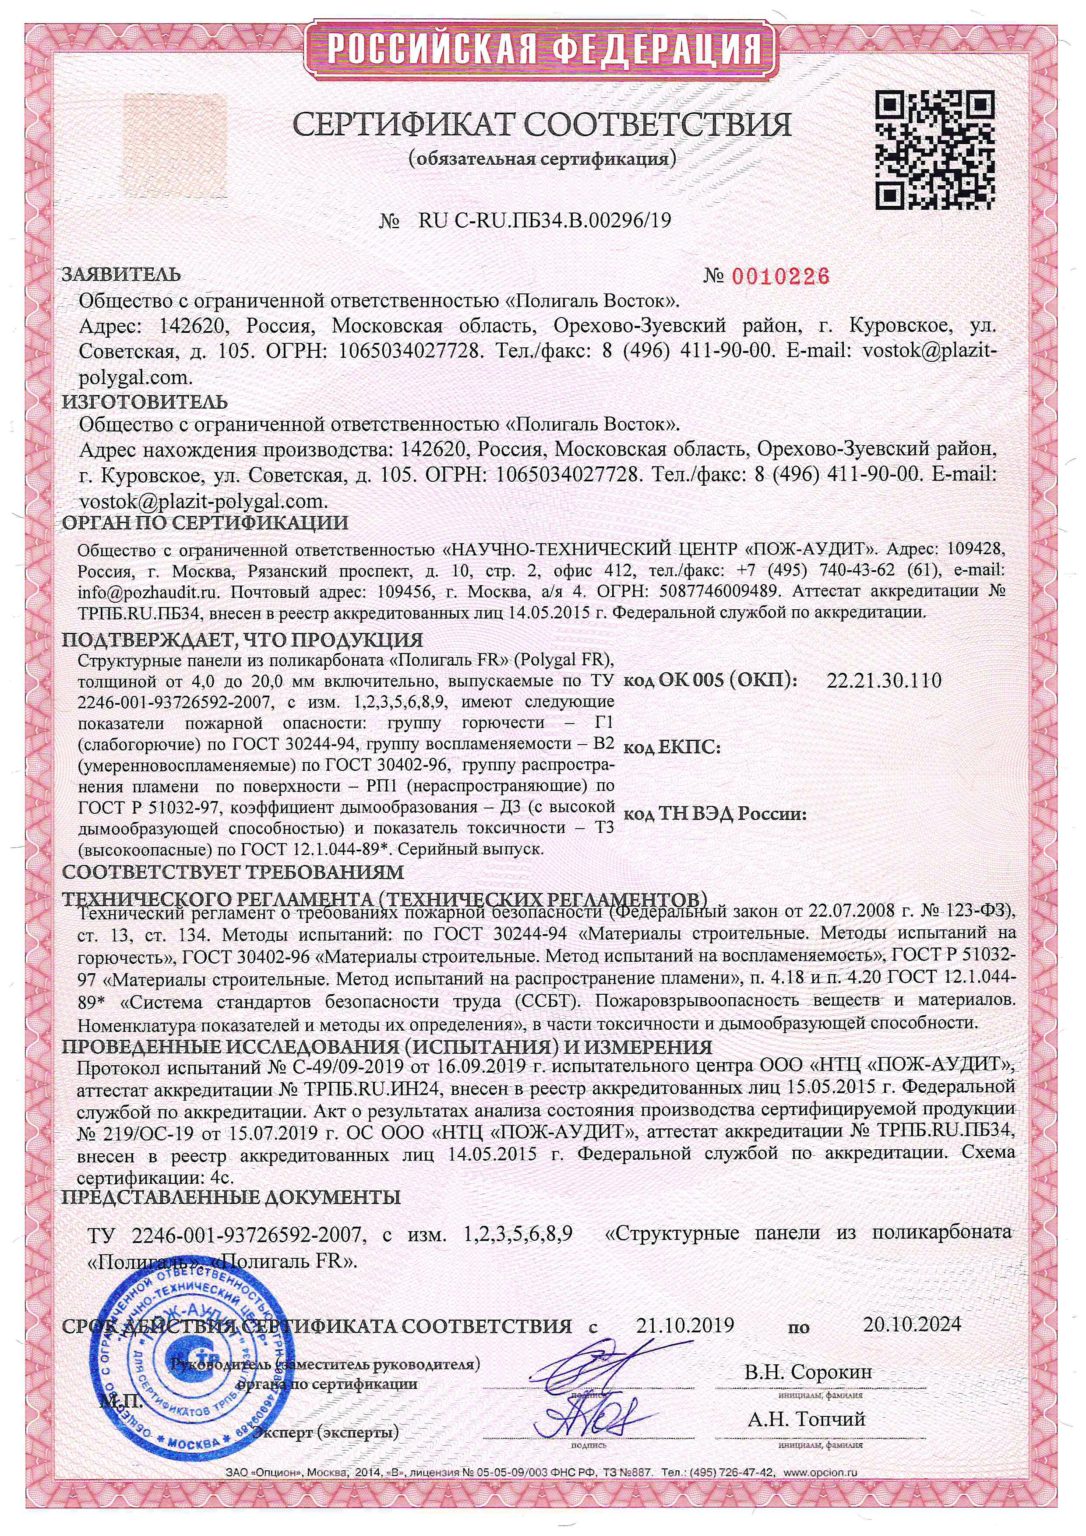 РОССИЙСКАЯ ФЕДЕРАЦИЯ
СЕРТИФИКАТ СООТВЕТСТВИЯ
(обязательная сертификация)
№ RU C-RU.ПБ34.В.00296/19
ЗАЯВИТЕЛЬ № 0010226
Общество с ограниченной ответственностью «Полигаль Восток».
Адрес: 142620, Россия, Московская область, Орехово-Зуевский район, г. Куровское, ул.
Советская, д. 105. ОГРН: 1065034027728. Тел./факс: 8 (496) 411-90-00. E-mail: vostok@plazit-
polygal.com.
ИЗГОТОВИТЕЛЬ
Общество с ограниченной ответственностью «Полигаль Восток».
Адрес нахождения производства: 142620, Россия, Московская область, Орехово-Зуевский район,
г. Куровское, ул. Советская, д. 105. ОГРН: 1065034027728. Тел./факс: 8 (496) 411-90-00. E-mail:
vostok@plazit-polygal.com.
ОРГАН ПО СЕРТИФИКАЦИИ
Общество с ограниченной ответственностью «НАУЧНО-ТЕХНИЧЕСКИЙ ЦЕНТР «ПОЖ-АУДИТ». Адрес: 109428,
Россия, г. Москва, Рязанский проспект, д. 10, стр. 2, офис 412, тел./факс: +7 (495) 740-43-62 (61), e-mail:
info@pozhaudit.ru. Почтовый адрес: 109456, г. Москва, а/я 4. ОГРН: 5087746009489. Аттестат аккредитации №
ТРПБ.RU.ПБ34, внесен в реестр аккредитованных лиц 14.05.2015 г. Федеральной службой по аккредитации.
ПОДТВЕРЖДАЕТ, ЧТО ПРОДУКЦИЯ
Структурные панели из поликарбоната «Полигаль FR» (Polygal FR),
толщиной от 4,0 до 20,0 мм включительно, выпускаемые по ТУ
2246-001-93726592-2007, с изм. 1,2,3,5,6,8,9, имеют следующие
показатели пожарной опасности: группу горючести – Г1
(слабогорючие) по ГОСТ 30244-94, группу воспламеняемости – В2
(умеренновоспламеняемые) по ГОСТ 30402-96, группу распростра-
нения пламени по поверхности – РП1 (нераспространяющие) по
ГОСТ Р 51032-97, коэффициент дымообразования – Д3 (с высокой
дымообразующей способностью) и показатель токсичности – Т3
(высокоопасные) по ГОСТ 12.1.044-89*. Серийный выпуск.
код ОК 005 (ОКП): 22.21.30.110
код ЕКПС:
код ТН ВЭД России:
СООТВЕТСТВУЕТ ТРЕБОВАНИЯМ
ТЕХНИЧЕСКОГО РЕГЛАМЕНТА (ТЕХНИЧЕСКИХ РЕГЛАМЕНТОВ)
Технический регламент о требованиях пожарной безопасности (Федеральный закон от 22.07.2008 г. № 123-ФЗ),
ст. 13, ст. 134. Методы испытаний: по ГОСТ 30244-94 «Материалы строительные. Методы испытаний на
горючесть», ГОСТ 30402-96 «Материалы строительные. Метод испытаний на воспламеняемость», ГОСТ Р 51032-
97 «Материалы строительные. Метод испытаний на распространение пламени», п. 4.18 и п. 4.20 ГОСТ 12.1.044-
89* «Система стандартов безопасности труда (ССБТ). Пожаровзрывоопасность веществ и материалов.
Номенклатура показателей и методы их определения», в части токсичности и дымообразующей способности.
ПРОВЕДЕННЫЕ ИССЛЕДОВАНИЯ (ИСПЫТАНИЯ) И ИЗМЕРЕНИЯ
Протокол испытаний № С-49/09-2019 от 16.09.2019 г. испытательного центра ООО «НТЦ «ПОЖ-АУДИТ»,
аттестат аккредитации № ТРПБ.RU.ИН24, внесен в реестр аккредитованных лиц 15.05.2015 г. Федеральной
службой по аккредитации. Акт о результатах анализа состояния производства сертифицируемой продукции
№ 219/ОС-19 от 15.07.2019 г. ОС ООО «НТЦ «ПОЖ-АУДИТ», аттестат аккредитации № ТРПБ.RU.ПБ34,
внесен в реестр аккредитованных лиц 14.05.2015 г. Федеральной службой по аккредитации. Схема
сертификации: 4с.
ПРЕДСТАВЛЕННЫЕ ДОКУМЕНТЫ
ТУ 2246-001-93726592-2007, с изм. 1,2,3,5,6,8,9 «Структурные панели из поликарбоната
«Полигаль», «Полигаль FR».
СРОК ДЕЙСТВИЯ СЕРТИФИКАТА СООТВЕТСТВИЯ с 21.10.2019 по 20.10.2024
Руководитель (заместитель руководителя)
органа по сертификации
В.Н. Сорокин
подпись инициалы, фамилия
М.П.
А.Н. Топчий
Эксперт (эксперты)
подпись инициалы, фамилия
ЗАО «Опцион», Москва, 2014, «В», лицензия № 05-05-09/003 ФНС РФ, ТЗ №887. Тел.: (495) 726-47-42, www.opcion.ru